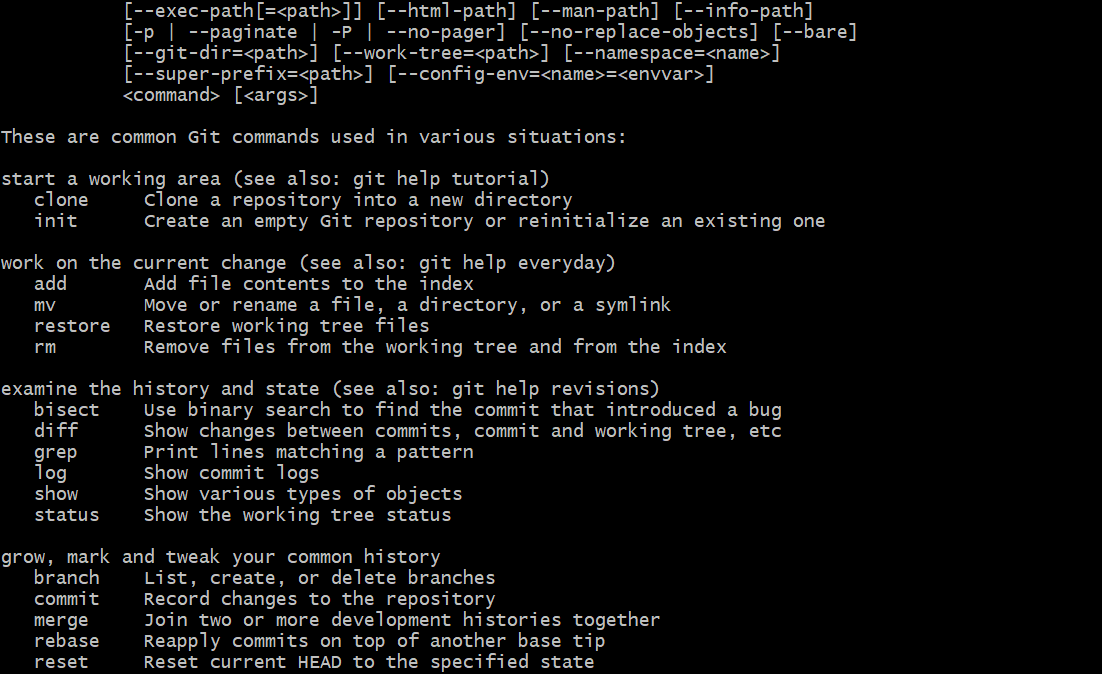 [--exec-path[=<path>]] [--html-path] [--man-path] [--info-path]
[-p | --paginate | -P | --no-pager] [--no-replace-objects] [--bare]
[--git-dir=<path>] [--work-tree=<path>] [--namespace=<name>]
[--super-prefix=<path>] [--config-env=<name>=<envvar>]
<command> [<args>]

These are common Git commands used in various situations:

start a working area (see also: git help tutorial)
   clone     Clone a repository into a new directory
   init      Create an empty Git repository or reinitialize an existing one

work on the current change (see also: git help everyday)
   add       Add file contents to the index
   mv        Move or rename a file, a directory, or a symlink
   restore   Restore working tree files
   rm        Remove files from the working tree and from the index

examine the history and state (see also: git help revisions)
   bisect    Use binary search to find the commit that introduced a bug
   diff      Show changes between commits, commit and working tree, etc
   grep      Print lines matching a pattern
   log       Show commit logs
   show      Show various types of objects
   status    Show the working tree status

grow, mark and tweak your common history
   branch    List, create, or delete branches
   commit    Record changes to the repository
   merge     Join two or more development histories together
   rebase    Reapply commits on top of another base tip
   reset     Reset current HEAD to the specified state